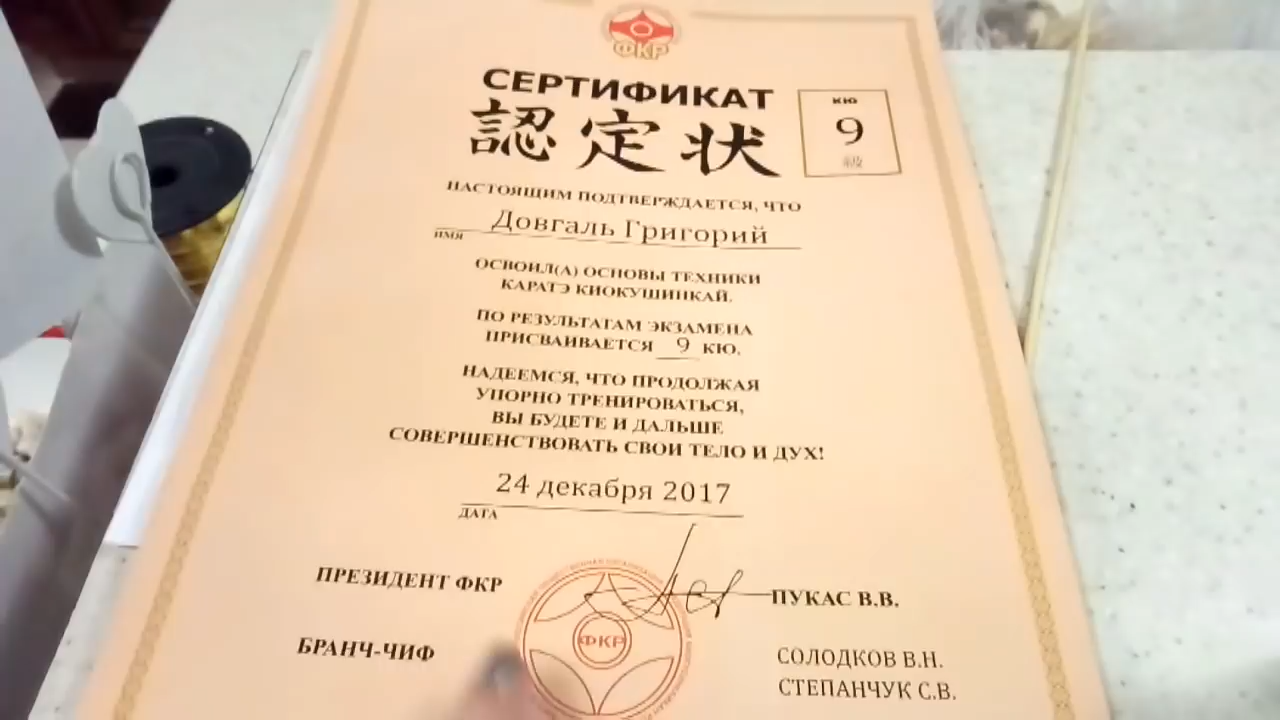 ФКР
СЕРТИФИКАТ
認定状
КЮ
9
級
НАСТОЯЩИМ ПОДТВЕРЖДАЕТСЯ, ЧТО
Довгаль Григорий
ИМЯ
ОСВОИЛ(А) ОСНОВЫ ТЕХНИКИ
КАРАТЭ КИОКУШИНКАЙ.
ПО РЕЗУЛЬТАТАМ ЭКЗАМЕНА
ПРИСВАИВАЕТСЯ 9 КЮ.
НАДЕЕМСЯ, ЧТО ПРОДОЛЖАЯ
УПОРНО ТРЕНИРОВАТЬСЯ,
ВЫ БУДЕТЕ И ДАЛЬШЕ
СОВЕРШЕНСТВОВАТЬ СВОИ ТЕЛО И ДУХ!
24 декабря 2017
ДАТА
ПРЕЗИДЕНТ ФКР
ПУКАС В.В.
ФКР
БРАНЧ-ЧИФ
СОЛОДКОВ В.Н.
СТЕПАНЧУК С.В.